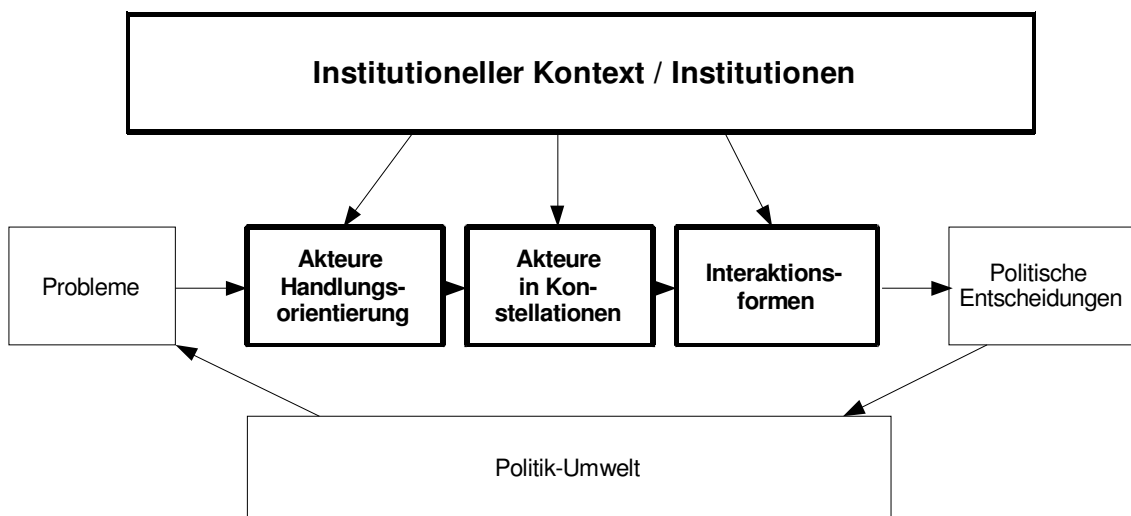 Institutioneller Kontext / Institutionen
Probleme
Akteure
Handlungs-
orientierung
Akteure
in Kon-
stellationen
Interaktions-
formen
Politische
Entscheidungen
Politik-Umwelt